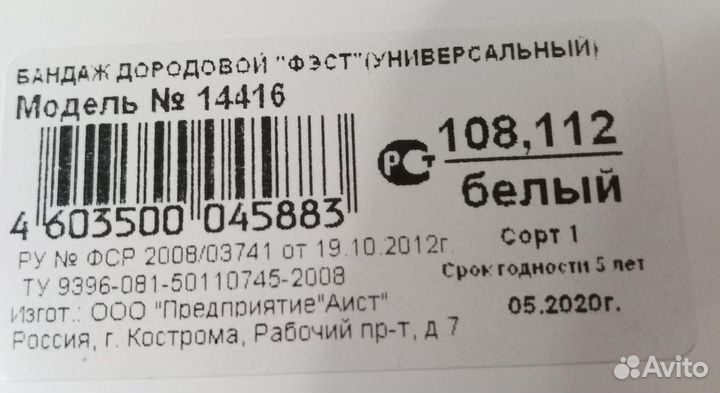 БАНДАЖ ДОРОДОВОЙ "ФЭСТ"(УНИВЕРСАЛЬНЫЙ)
Модель № 14416
4 603500 045883
РСТ
108,112
белый
Сорт 1
Срок годности 5 лет
05.2020г.
РУ № ФСР 2008/03741 от 19.10.2012г.
ТУ 9396-081-50110745-2008
Изгот.: ООО "Предприятие"Аист"
Россия, г. Кострома, Рабочий пр-т, д 7
Avito